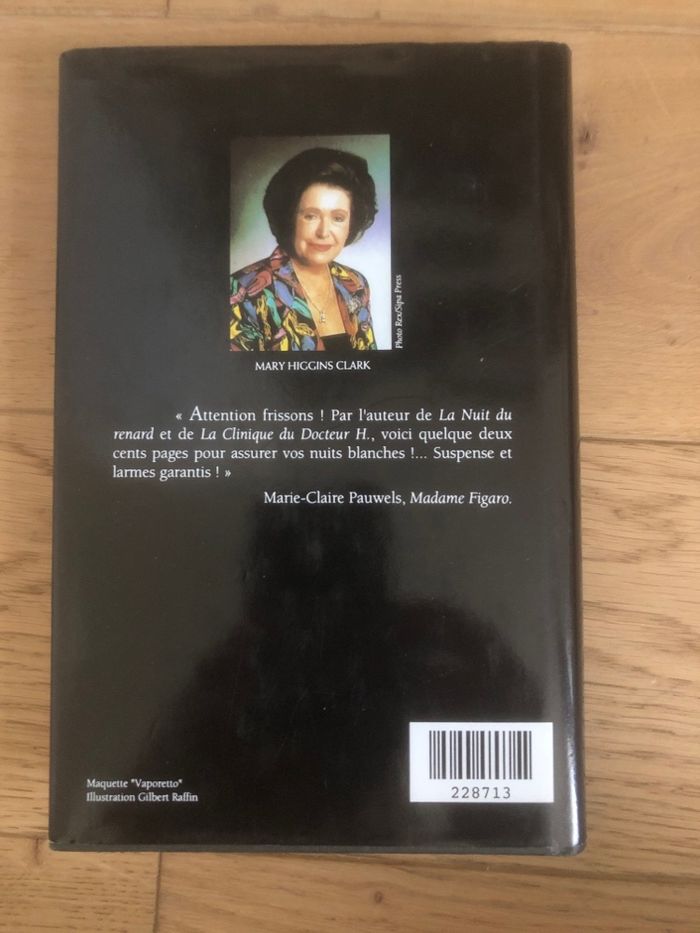 Photo Rex/Sipa Press
MARY HIGGINS CLARK
« Attention frissons ! Par l'auteur de La Nuit du
renard et de La Clinique du Docteur H., voici quelque deux
cents pages pour assurer vos nuits blanches !... Suspense et
larmes garantis ! »
Marie-Claire Pauwels, Madame Figaro.
Maquette "Vaporetto"
Illustration Gilbert Raffin
228713